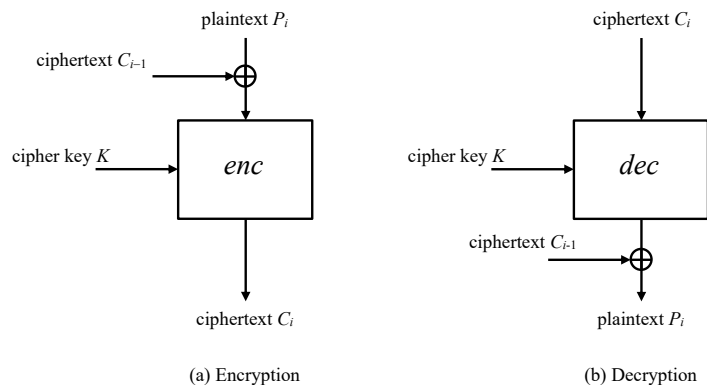 plaintext Pᵢ
ciphertext Cᵢ₋₁
cipher key K
enc
ciphertext Cᵢ
(a) Encryption
ciphertext Cᵢ
cipher key K
dec
ciphertext Cᵢ₋₁
plaintext Pᵢ
(b) Decryption